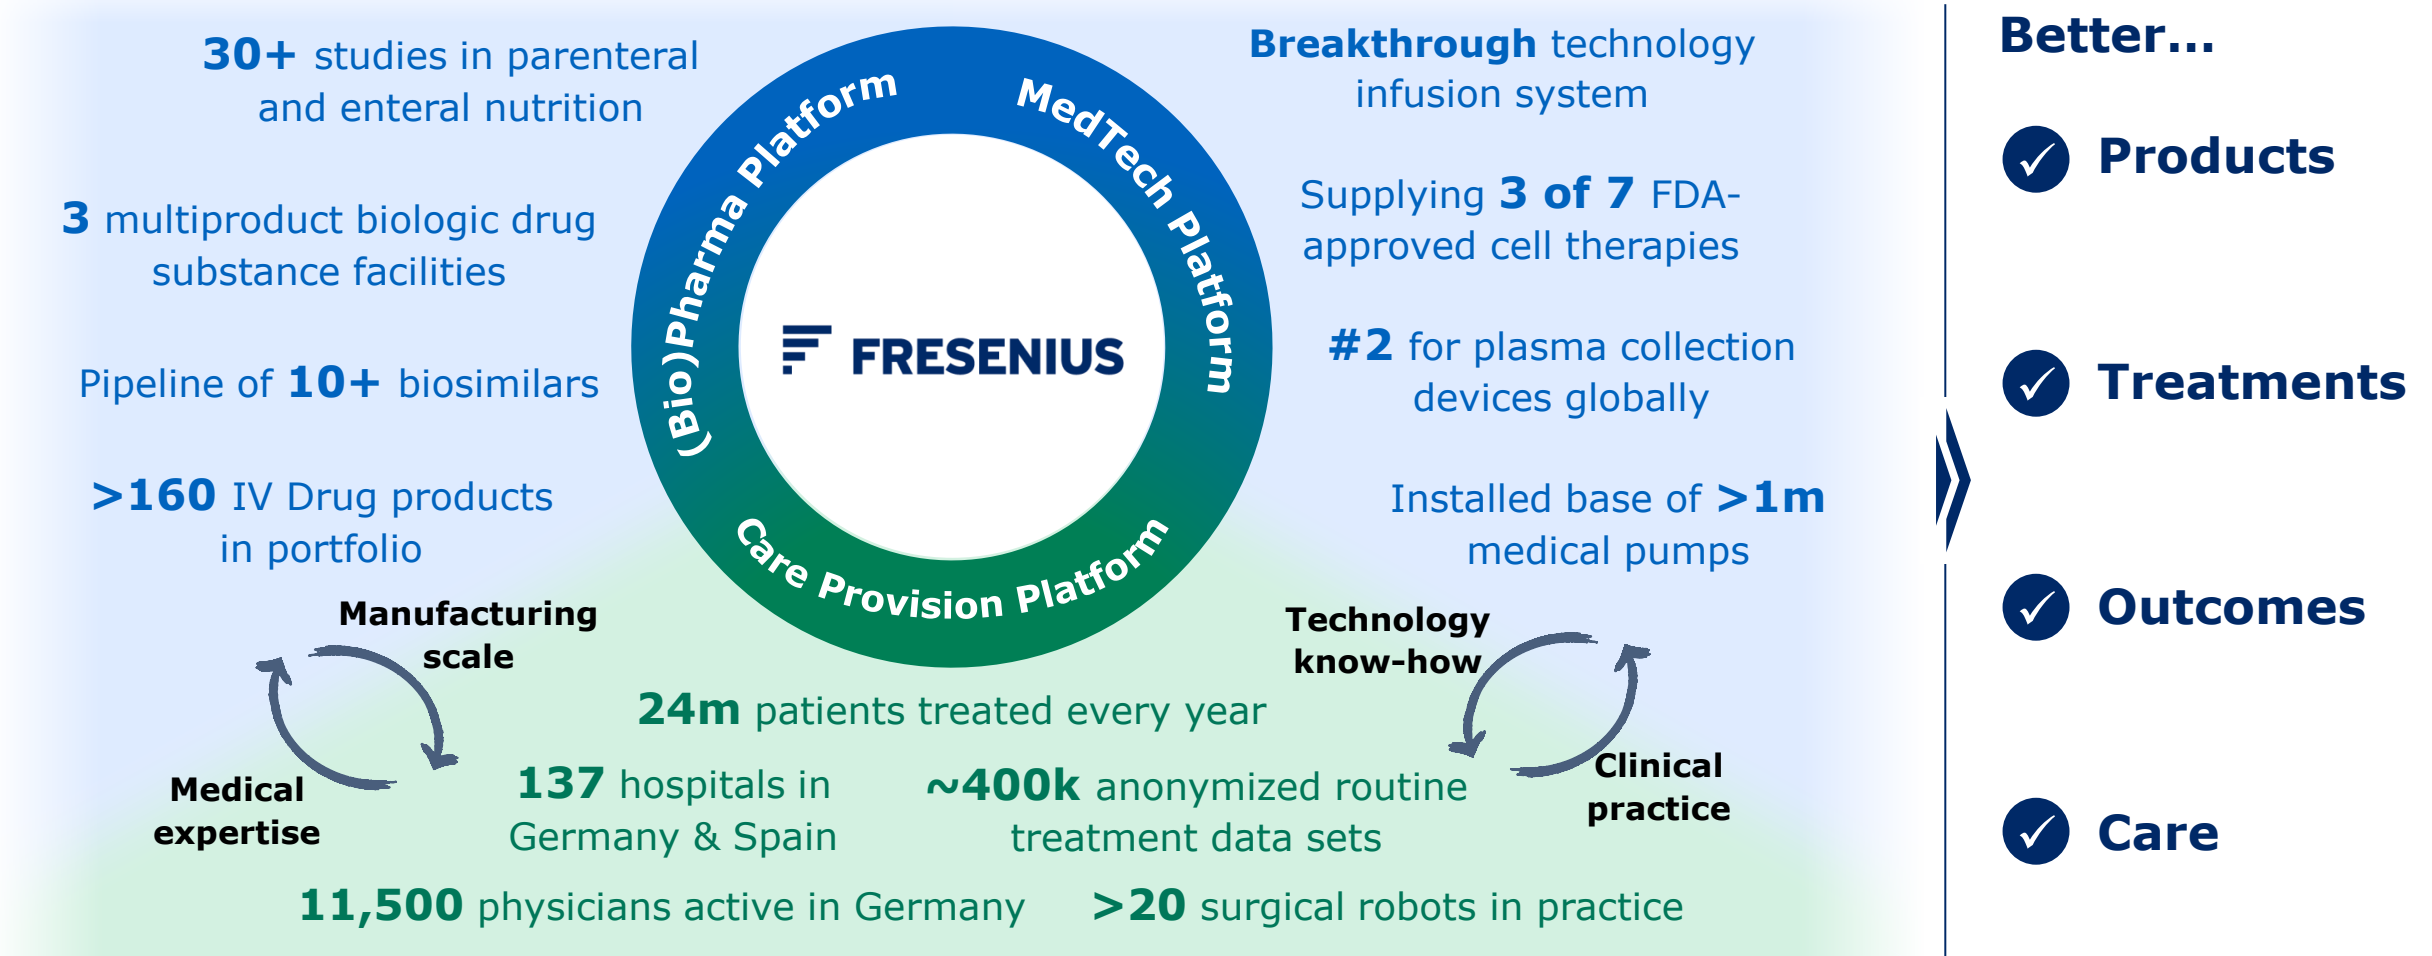 30+ studies in parenteral
and enteral nutrition
3 multiproduct biologic drug
substance facilities
Pipeline of 10+ biosimilars
>160 IV Drug products
in portfolio
(Bio)Pharma Platform
MedTech Platform
Care Provision Platform
FRESENIUS
Breakthrough technology
infusion system
Supplying 3 of 7 FDA-
approved cell therapies
#2 for plasma collection
devices globally
Installed base of >1m
medical pumps
Manufacturing
scale
Medical
expertise
Technology
know-how
Clinical
practice
24m patients treated every year
137 hospitals in
Germany & Spain
~400k anonymized routine
treatment data sets
11,500 physicians active in Germany
>20 surgical robots in practice
Better...
Products
Treatments
Outcomes
Care